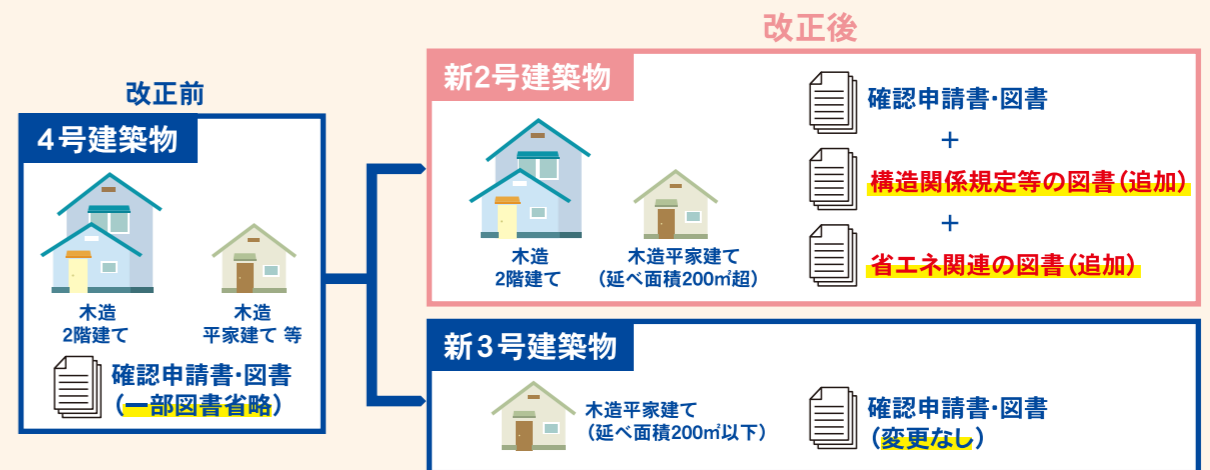 改正前
4号建築物
木造
2階建て
木造
平家建て 等
確認申請書・図書
(一部図書省略)
改正後
新2号建築物
木造
2階建て
木造平家建て
(延べ面積200㎡超)
確認申請書・図書
+
構造関係規定等の図書(追加)
+
省エネ関連の図書(追加)
新3号建築物
木造平家建て
(延べ面積200㎡以下)
確認申請書・図書
(変更なし)